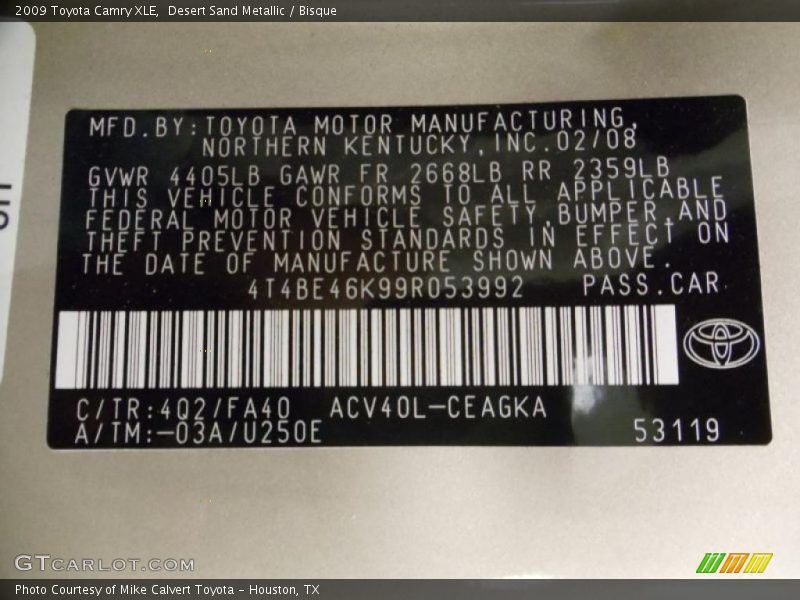 2009 Toyota Camry XLE, Desert Sand Metallic / Bisque
MFD.BY:TOYOTA MOTOR MANUFACTURING,
NORTHERN KENTUCKY,INC.02/08
GVWR 4405LB GAWR FR 2668LB RR 2359LB
THIS VEHICLE CONFORMS TO ALL APPLICABLE
FEDERAL MOTOR VEHICLE SAFETY,BUMPER,AND
THEFT PREVENTION STANDARDS IN EFFECT ON
THE DATE OF MANUFACTURE SHOWN ABOVE.
4T4BE46K99R053992 PASS.CAR
C/TR:4Q2/FA40 ACV40L-CEAGKA
A/TM:-03A/U250E 53119
GTCARLOT.COM
Photo Courtesy of Mike Calvert Toyota - Houston, TX